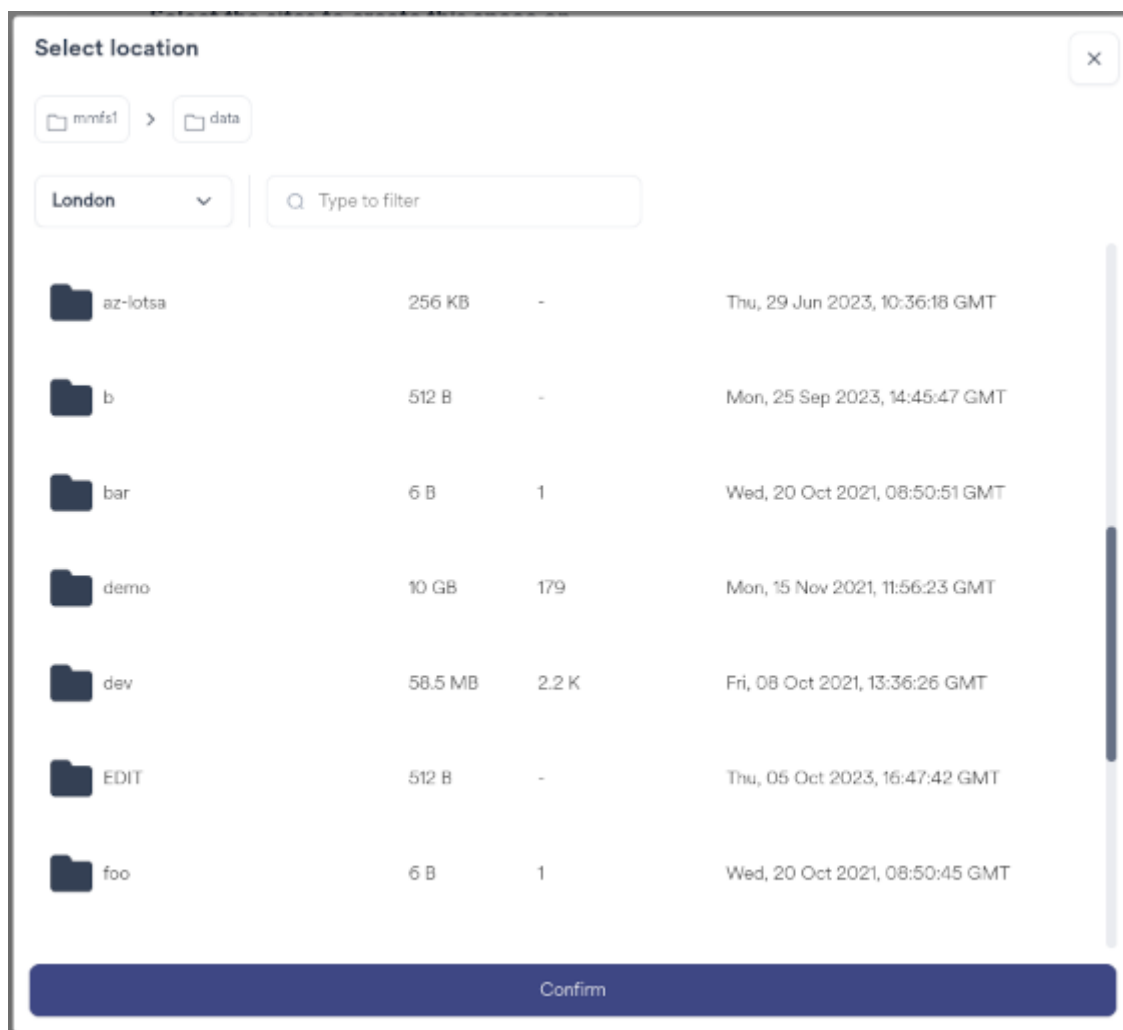 Select location
mmfs1 > data
London Type to filter
az-lotsa 256 KB - Thu, 29 Jun 2023, 10:36:18 GMT
b 512 B - Mon, 25 Sep 2023, 14:45:47 GMT
bar 6 B 1 Wed, 20 Oct 2021, 08:50:51 GMT
demo 10 GB 179 Mon, 15 Nov 2021, 11:56:23 GMT
dev 58.5 MB 2.2 K Fri, 08 Oct 2021, 13:36:26 GMT
EDIT 512 B - Thu, 05 Oct 2023, 16:47:42 GMT
foo 6 B 1 Wed, 20 Oct 2021, 08:50:45 GMT
Confirm